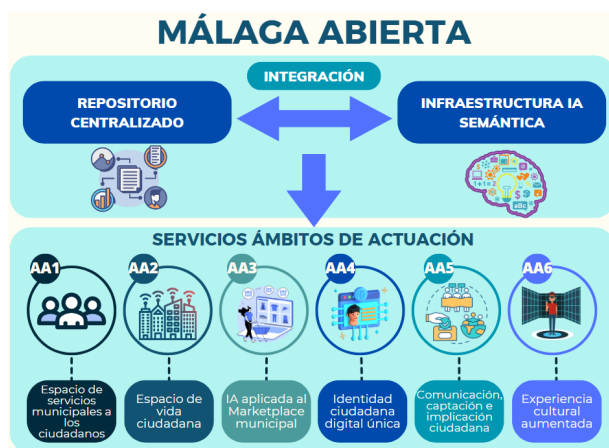 MÁLAGA ABIERTA
INTEGRACIÓN
REPOSITORIO
CENTRALIZADO
INFRAESTRUCTURA IA
SEMÁNTICA
SERVICIOS ÁMBITOS DE ACTUACIÓN
AA1
AA2
AA3
AA4
AA5
AA6
Espacio de
servicios
municipales a
los
ciudadanos
Espacio de
vida
ciudadana
IA aplicada al
Marketplace
municipal
Identidad
ciudadana
digital única
Comunicación,
captación e
implicación
ciudadana
Experiencia
cultural
aumentada